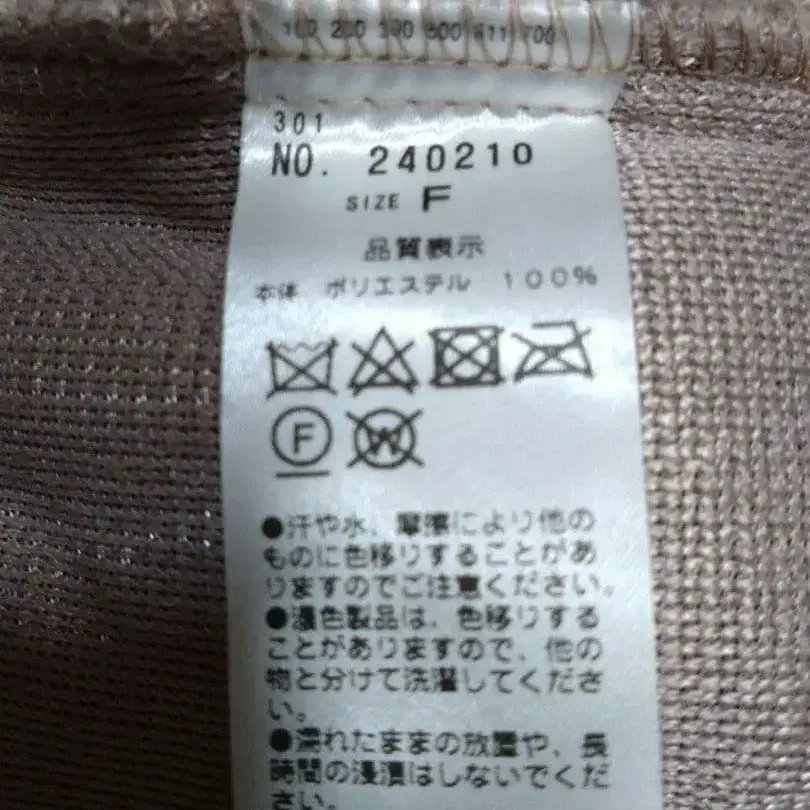 100 200 300 500 611 700
301
NO. 240210
SIZE F
品質表示
本体 ポリエステル 100%
F W
●汗や水、摩擦により他の
ものに色移りすることがあ
りますのでご注意ください。
●濃色製品は、色移りする
ことがありますので、他の
物と分けて洗濯してくださ
い。
●濡れたままの放置や、長
時間の浸漬はしないでくだ
さい。